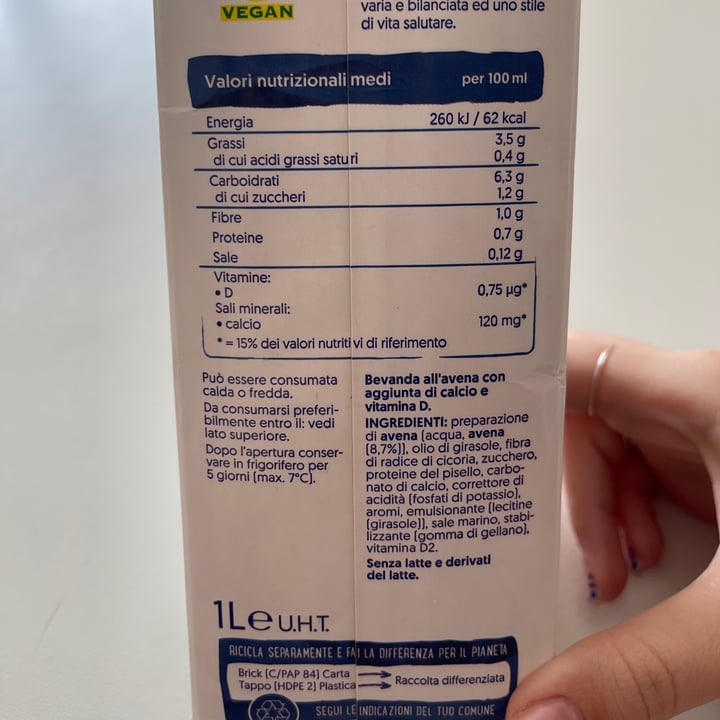 VEGAN
varia e bilanciata ed uno stile
di vita salutare.
Valori nutrizionali medi per 100 ml
Energia 260 kJ / 62 kcal
Grassi 3,5 g
di cui acidi grassi saturi 0,4 g
Carboidrati 6,3 g
di cui zuccheri 1,2 g
Fibre 1,0 g
Proteine 0,7 g
Sale 0,12 g
Vitamine:
• D 0,75 µg*
Sali minerali:
• calcio 120 mg*
* = 15% dei valori nutritivi di riferimento
Può essere consumata
calda o fredda.
Da consumarsi preferi-
bilmente entro il: vedi
lato superiore.
Dopo l'apertura conser-
vare in frigorifero per
5 giorni (max. 7°C).
Bevanda all'avena con
aggiunta di calcio e
vitamina D.
INGREDIENTI: preparazione
di avena (acqua, avena
(8,7%)), olio di girasole, fibra
di radice di cicoria, zucchero,
proteine del pisello, carbo-
nato di calcio, correttore di
acidità (fosfati di potassio),
aromi, emulsionante (lecitine
(girasole)), sale marino, stabi-
lizzante (gomma di gellano),
vitamina D2.
Senza latte e derivati
del latte.
1L e U.H.T.
RICICLA SEPARAMENTE E FAI LA DIFFERENZA PER IL PIANETA
Brick (C/PAP 84) Carta
Tappo (HDPE 2) Plastica
Raccolta differenziata
SEGUI LE INDICAZIONI DEL TUO COMUNE